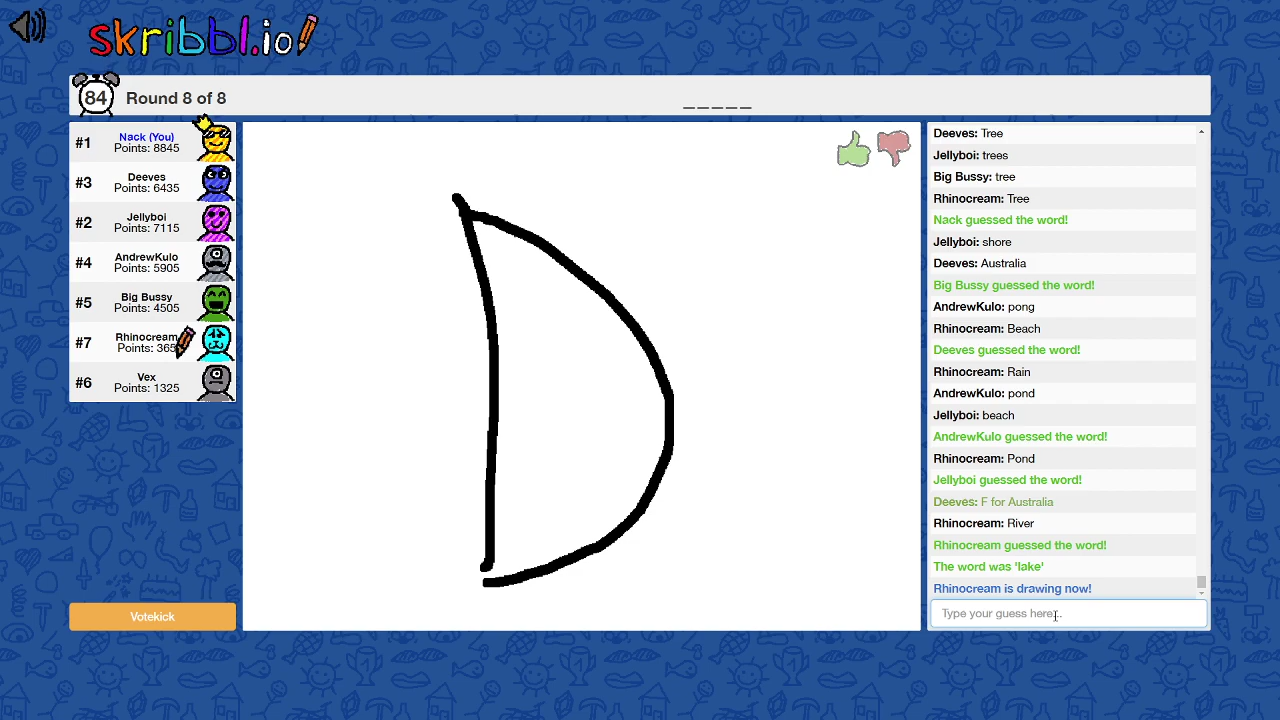 skribbl.io
84
Round 8 of 8
_____
#1
Nack (You)
Points: 8845
#3
Deeves
Points: 6435
#2
Jellyboi
Points: 7115
#4
AndrewKulo
Points: 5905
#5
Big Bussy
Points: 4505
#7
Rhinocream
Points: 365
#6
Vex
Points: 1325
Votekick
D
Deeves: Tree
Jellyboi: trees
Big Bussy: tree
Rhinocream: Tree
Nack guessed the word!
Jellyboi: shore
Deeves: Australia
Big Bussy guessed the word!
AndrewKulo: pong
Rhinocream: Beach
Deeves guessed the word!
Rhinocream: Rain
AndrewKulo: pond
Jellyboi: beach
AndrewKulo guessed the word!
Rhinocream: Pond
Jellyboi guessed the word!
Deeves: F for Australia
Rhinocream: River
Rhinocream guessed the word!
The word was 'lake'
Rhinocream is drawing now!
Type your guess here...